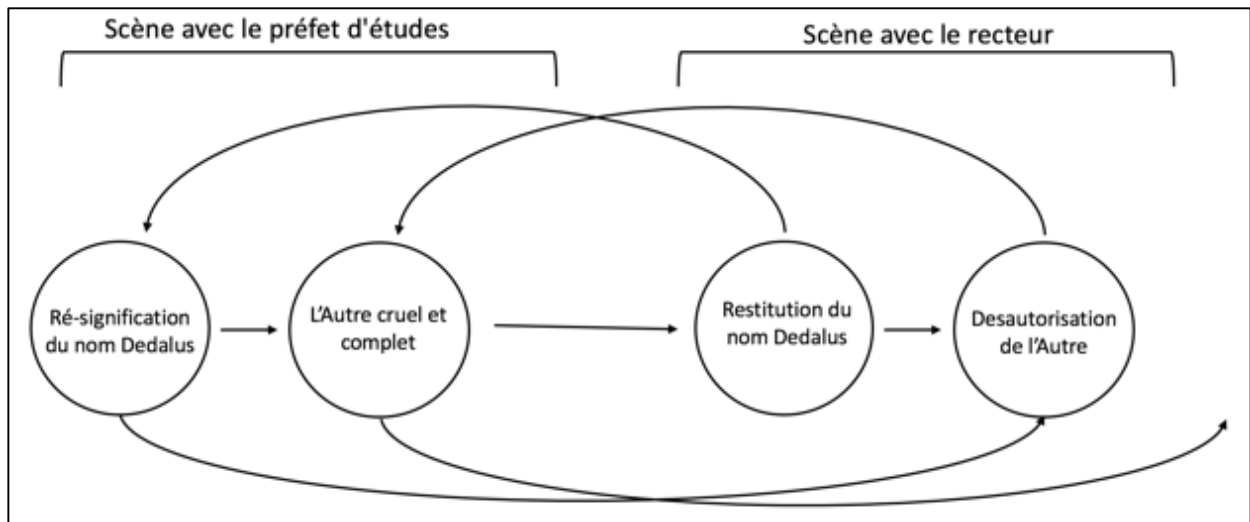 Scène avec le préfet d'études
Scène avec le recteur
Ré-signification
du nom Dedalus
L'Autre cruel et
complet
Restitution du
nom Dedalus
Desautorisation
de l'Autre